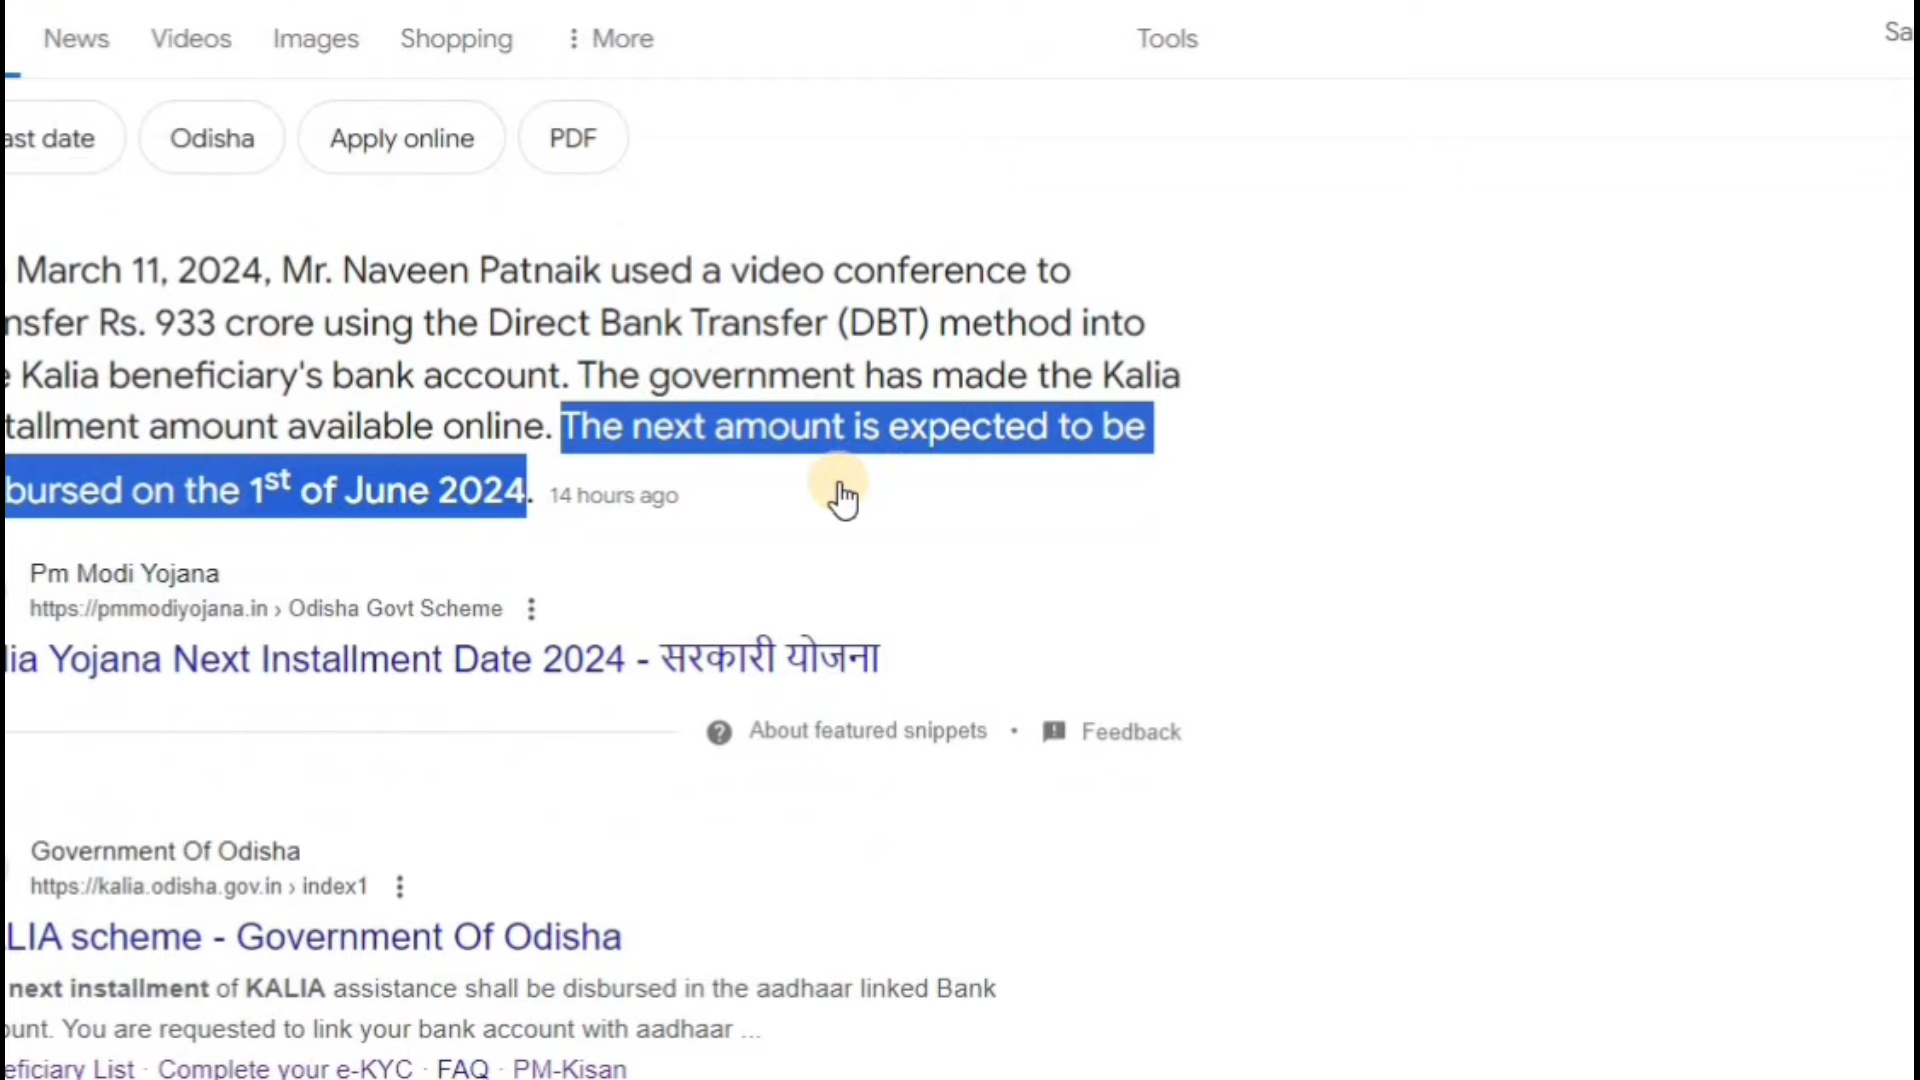 News Videos Images Shopping More Tools Sa
ast date Odisha Apply online PDF
March 11, 2024, Mr. Naveen Patnaik used a video conference to
nsfer Rs. 933 crore using the Direct Bank Transfer (DBT) method into
e Kalia beneficiary's bank account. The government has made the Kalia
tallment amount available online. The next amount is expected to be
bursed on the 1st of June 2024. 14 hours ago
Pm Modi Yojana
https://pmmodiyojana.in › Odisha Govt Scheme
lia Yojana Next Installment Date 2024 - सरकारी योजना
About featured snippets • Feedback
Government Of Odisha
https://kalia.odisha.gov.in › index1
LIA scheme - Government Of Odisha
next installment of KALIA assistance shall be disbursed in the aadhaar linked Bank
ount. You are requested to link your bank account with aadhaar ...
eficiary List · Complete your e-KYC · FAQ · PM-Kisan